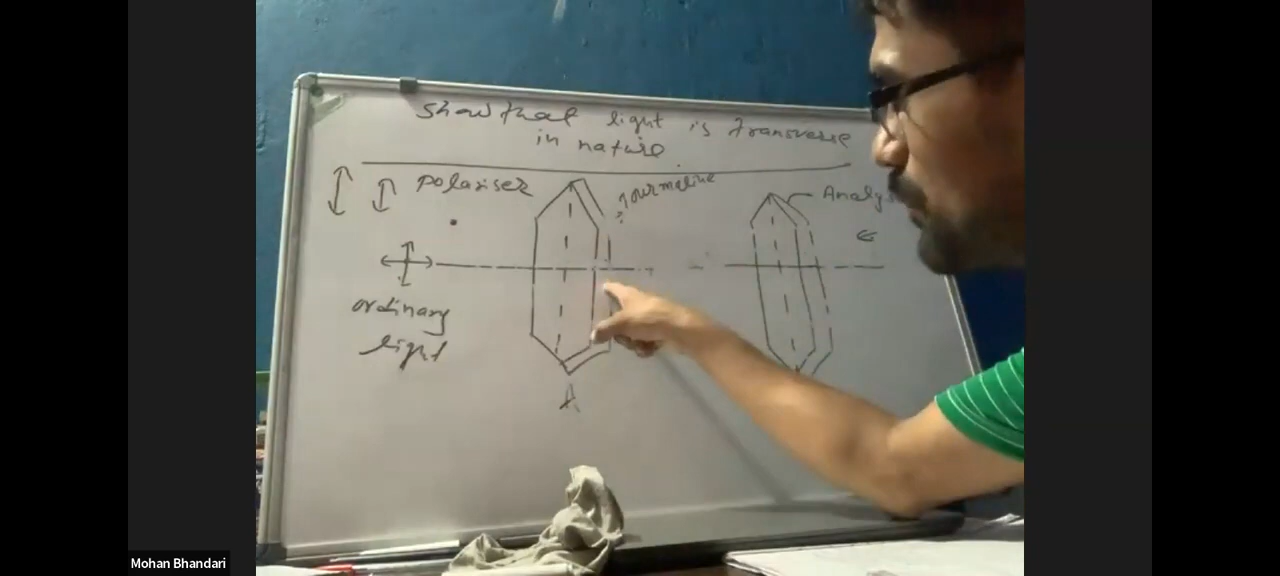 Show that light is transverse
in nature
polariser
Tourmaline
Analy
ordinary
light
A
Mohan Bhandari